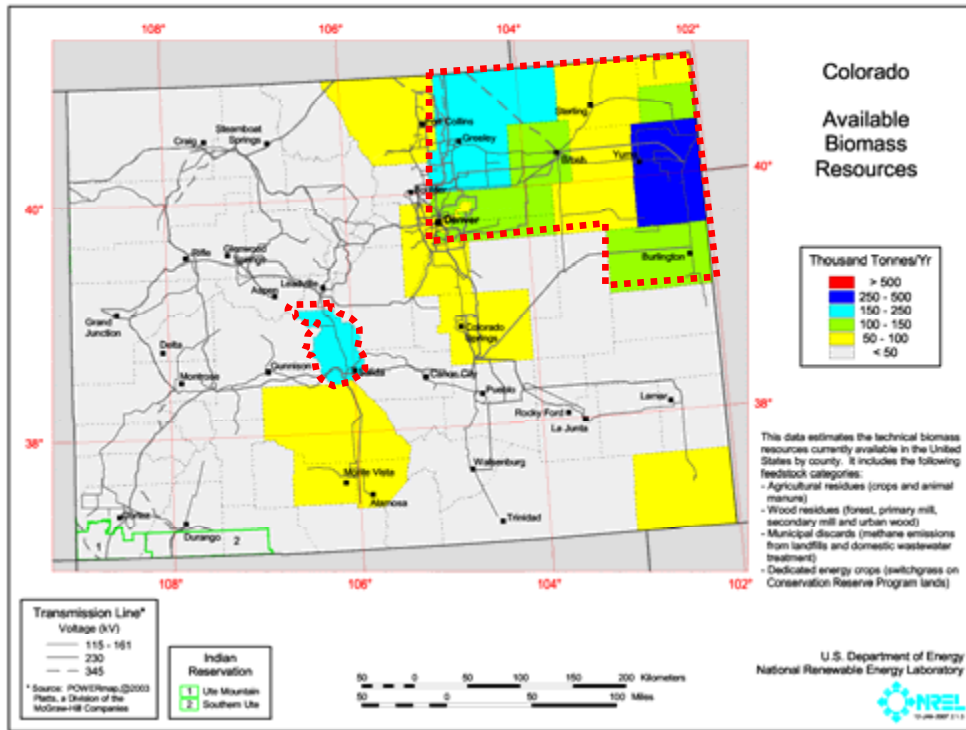 108°
106°
104°
102°
Colorado
Available
Biomass
Resources
Sterling
Fort Collins
Greeley
Steamboat
Springs
Craig
Yuma
40°
40°
Boulder
Denver
Glenwood
Springs
Rifle
Burlington
Leadville
Aspen
Thousand Tonnes/Yr
> 500
250 - 500
150 - 250
100 - 150
50 - 100
< 50
Grand
Junction
Colorado
Springs
Delta
Gunnison
Salida
Canon City
Montrose
Pueblo
Lamar
Rocky Ford
La Junta
38°
38°
Walsenburg
Monte Vista
Alamosa
Trinidad
Durango
1
2
This data estimates the technical biomass
resources currently available in the United
States by county. It includes the following
feedstock categories:
- Agricultural residues (crops and animal
manure)
- Wood residues (forest, primary mill,
secondary mill and urban wood)
- Municipal discards (methane emissions
from landfills and domestic wastewater
treatment)
- Dedicated energy crops (switchgrass on
Conservation Reserve Program lands)
108°
106°
104°
102°
Transmission Line*
Voltage (kV)
115 - 161
230
345
* Source: POWERmap,@2003
Platts, a Division of the
McGraw-Hill Companies
Indian
Reservation
1 Ute Mountain
2 Southern Ute
50 0 50 100 150 200 Kilometers
50 0 50 100 Miles
U.S. Department of Energy
National Renewable Energy Laboratory
NREL